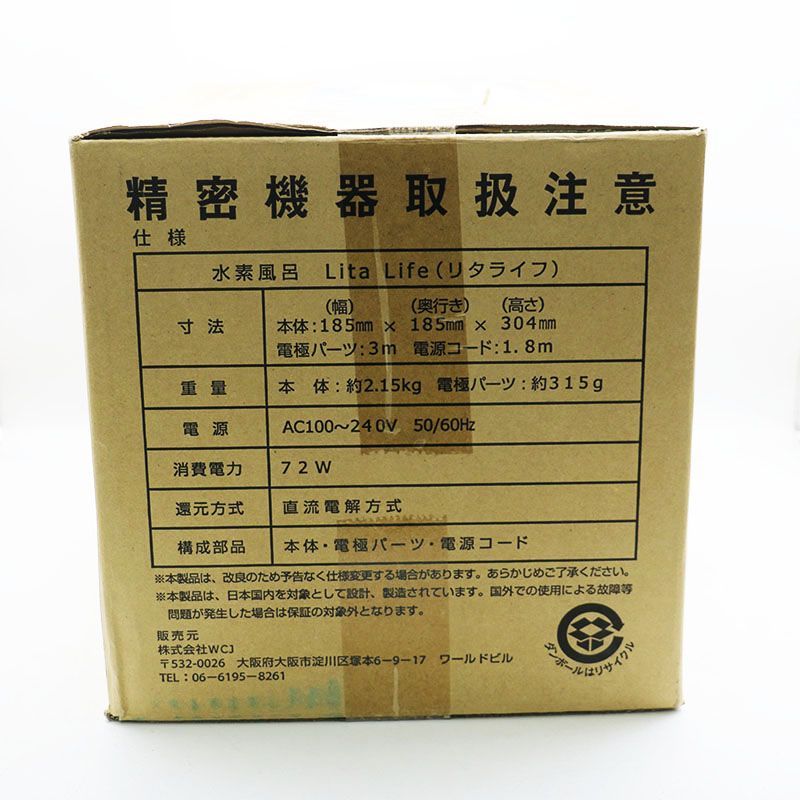 精密機器取扱注意
仕様
水素風呂 Lita Life(リタライフ)
寸法
(幅) (奥行き) (高さ)
本体:185mm × 185mm × 304mm
電極パーツ:3m 電源コード:1.8m
重量 本体:約2.15kg 電極パーツ:約315g
電源 AC100~240V 50/60Hz
消費電力 72W
還元方式 直流電解方式
構成部品 本体・電極パーツ・電源コード
※本製品は、改良のため予告なく仕様変更する場合があります。あらかじめご了承ください。
※本製品は、日本国内を対象として設計、製造されています。国外での使用による故障等
問題が発生した場合は保証の対象外となります。
販売元
株式会社WCJ
〒532-0026 大阪府大阪市淀川区塚本6-9-17 ワールドビル
TEL:06-6195-8261
ダンボールはリサイクル